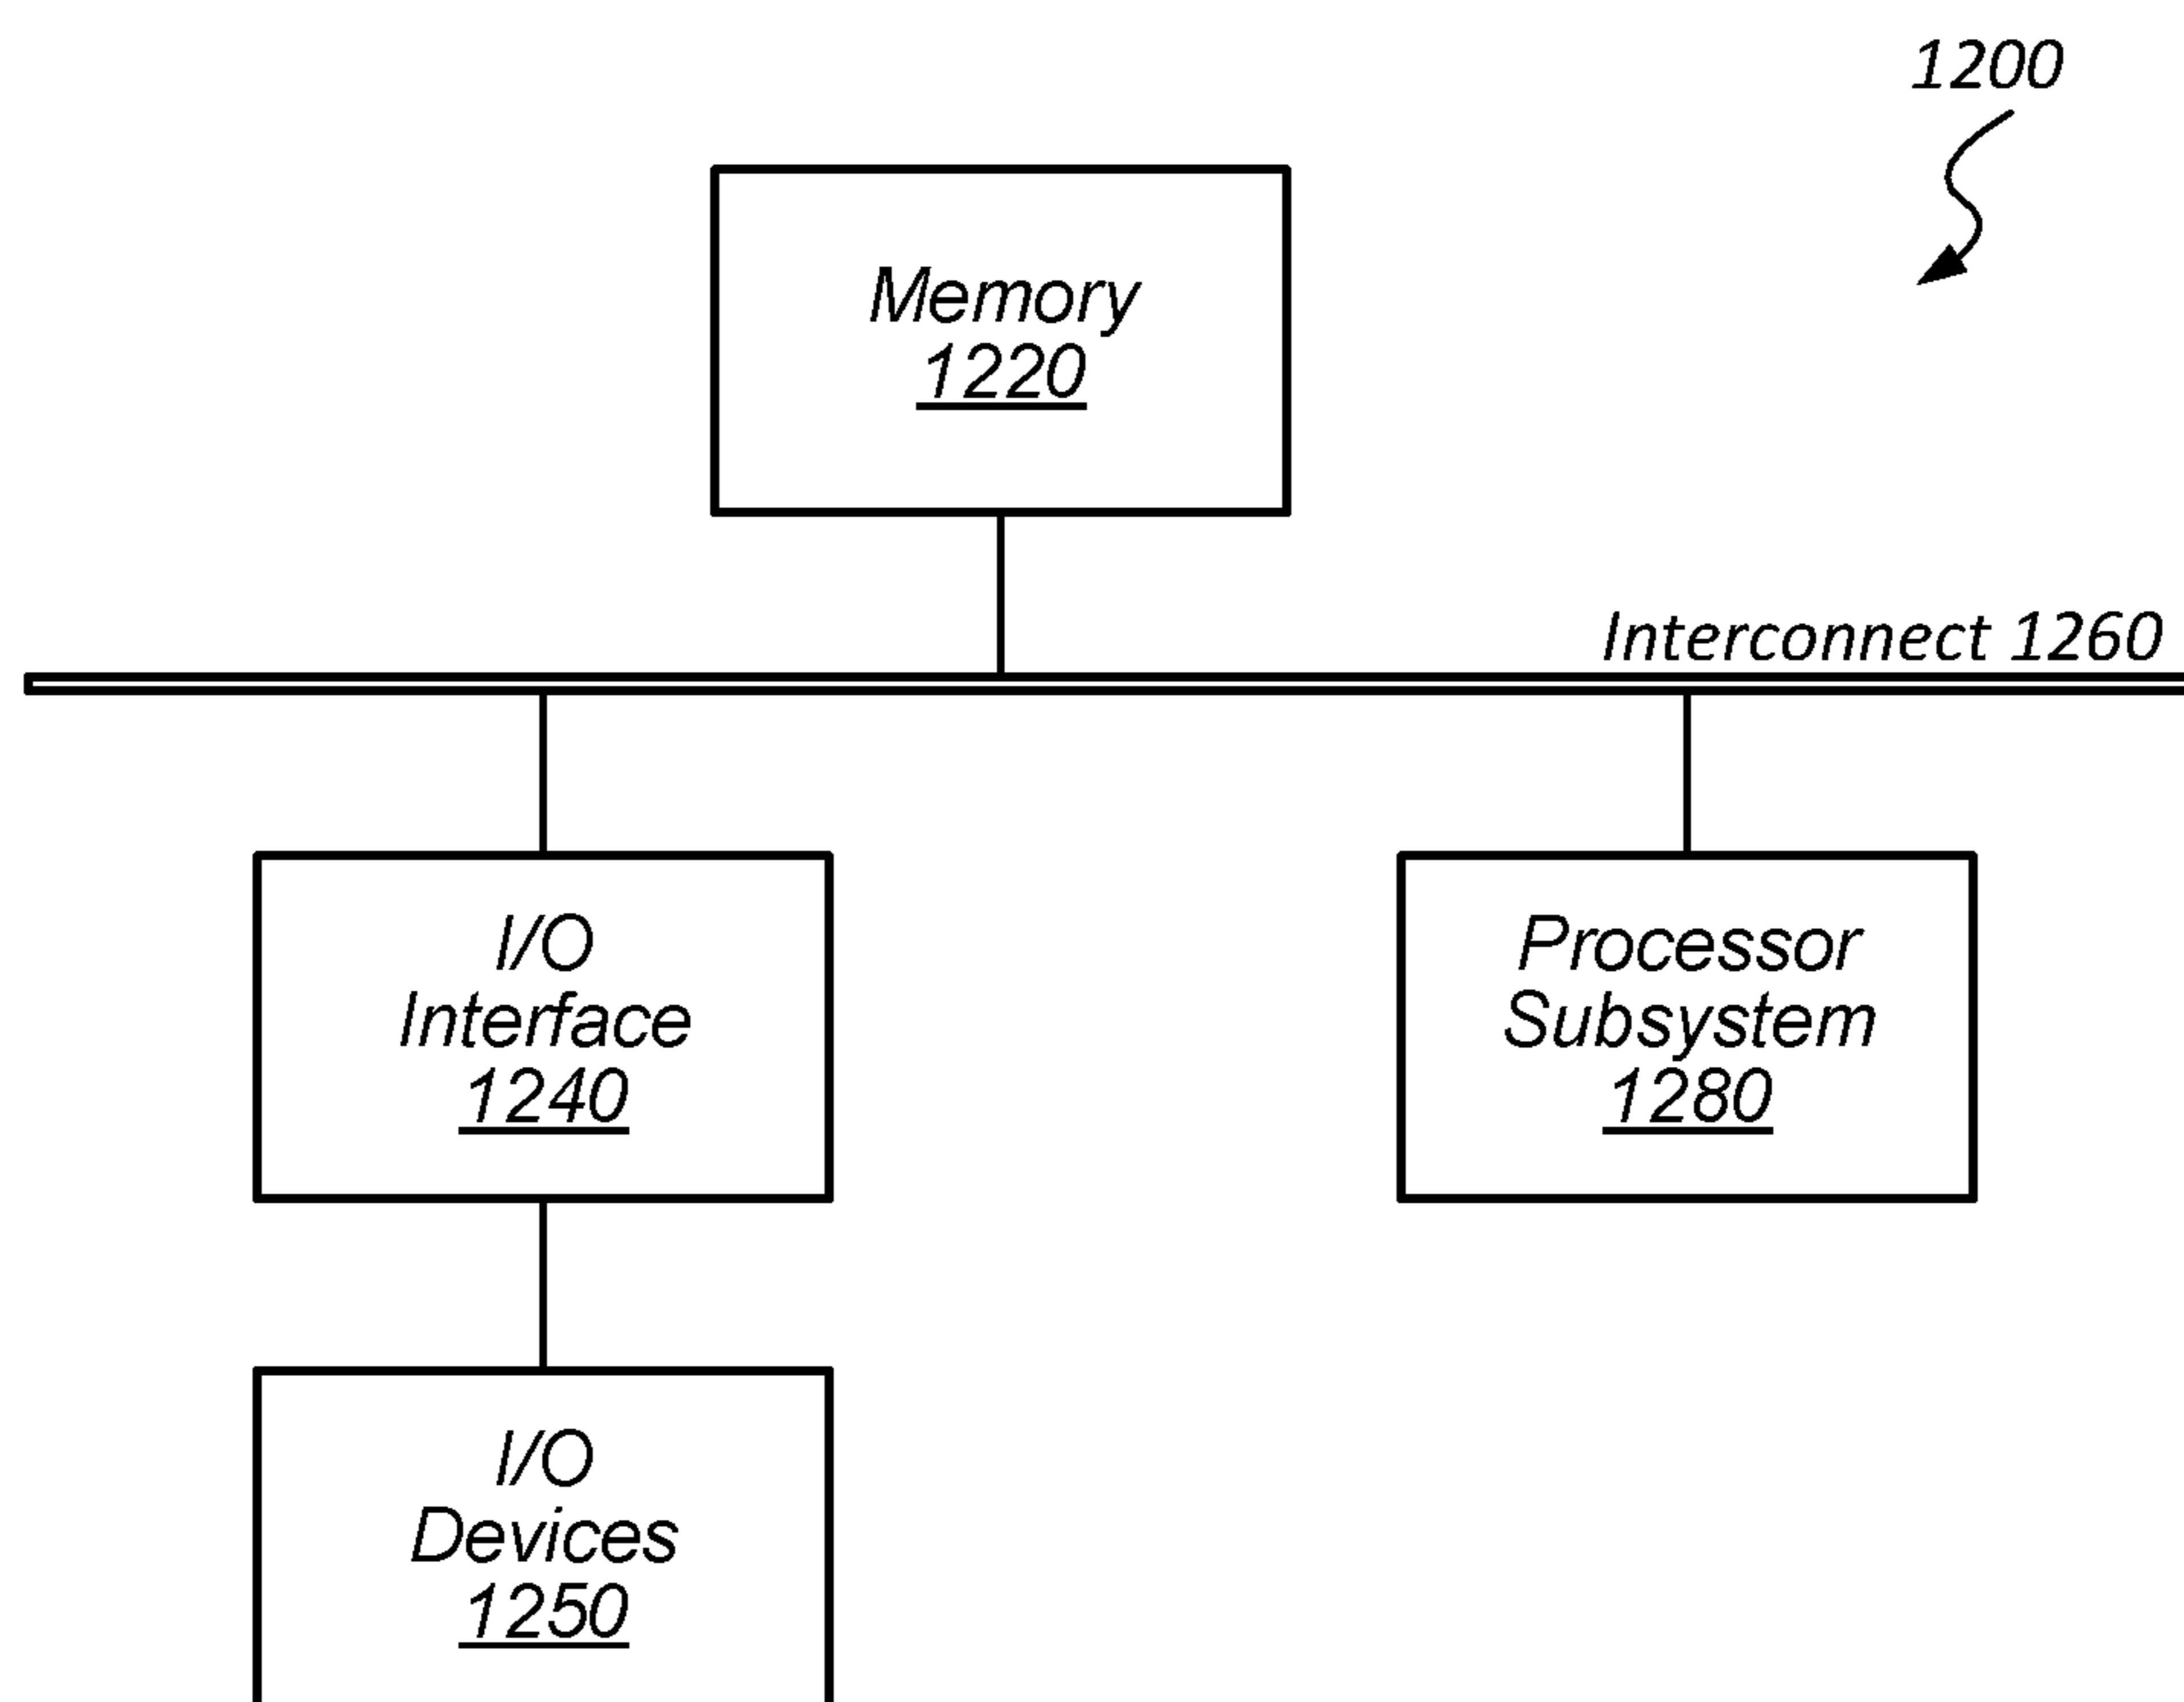 1200
Memory
1220
Interconnect 1260
I/O
Interface
1240
Processor
Subsystem
1280
I/O
Devices
1250